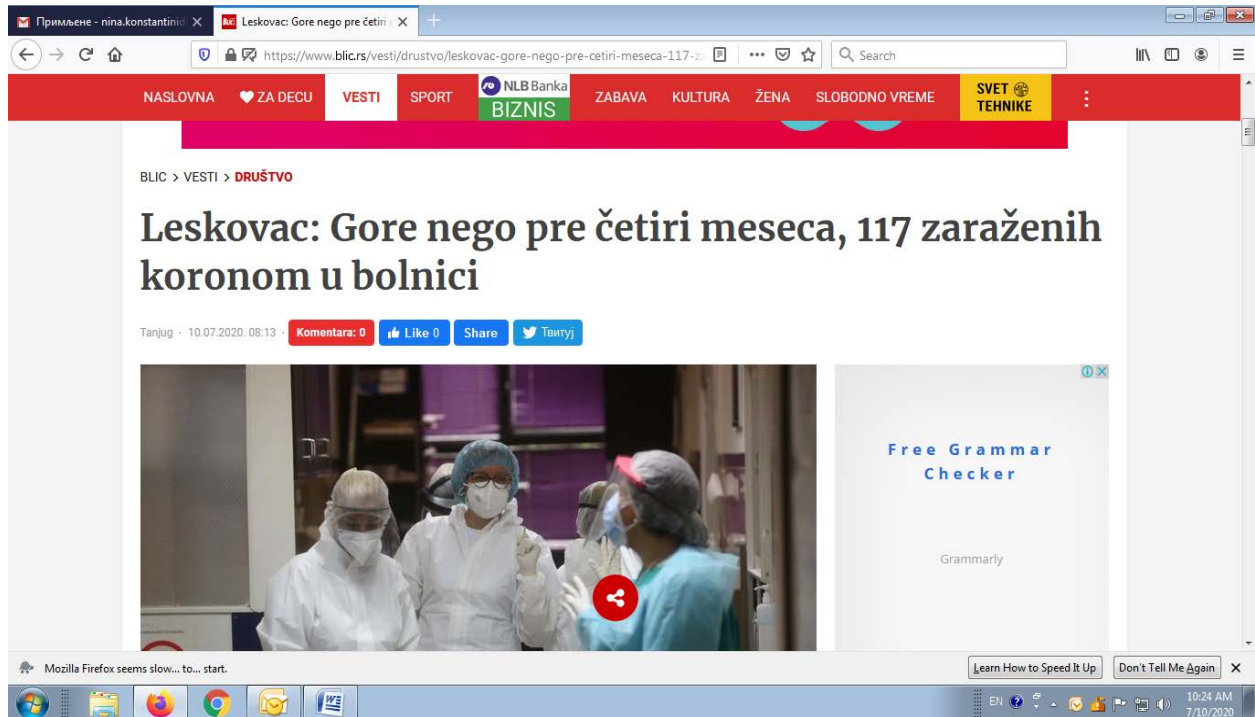 Примљене - nina.konstantinid
Leskovac: Gore nego pre četiri
https://www.blic.rs/vesti/drustvo/leskovac-gore-nego-pre-cetiri-meseca-117-z
Search
NASLOVNA ZA DECU VESTI SPORT NLB Banka BIZNIS ZABAVA KULTURA ŽENA SLOBODNO VREME SVET TEHNIKE
BLIC > VESTI > DRUŠTVO
Leskovac: Gore nego pre četiri meseca, 117 zaraženih
koronom u bolnici
Tanjug · 10.07.2020. 08:13 · Komentara: 0 Like 0 Share Твитуј
Free Grammar
Checker
Grammarly
Mozilla Firefox seems slow... to... start.
Learn How to Speed It Up
Don't Tell Me Again
EN
10:24 AM
7/10/2020